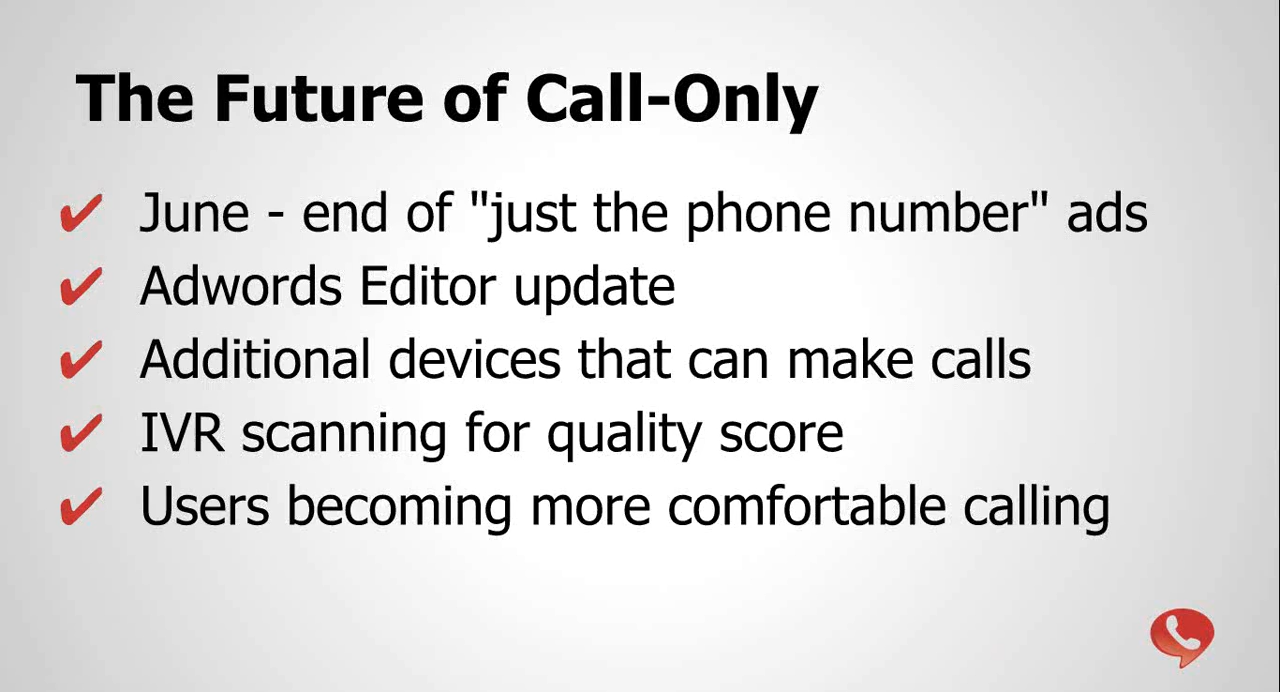 The Future of Call-Only
✔ June - end of "just the phone number" ads
✔ Adwords Editor update
✔ Additional devices that can make calls
✔ IVR scanning for quality score
✔ Users becoming more comfortable calling